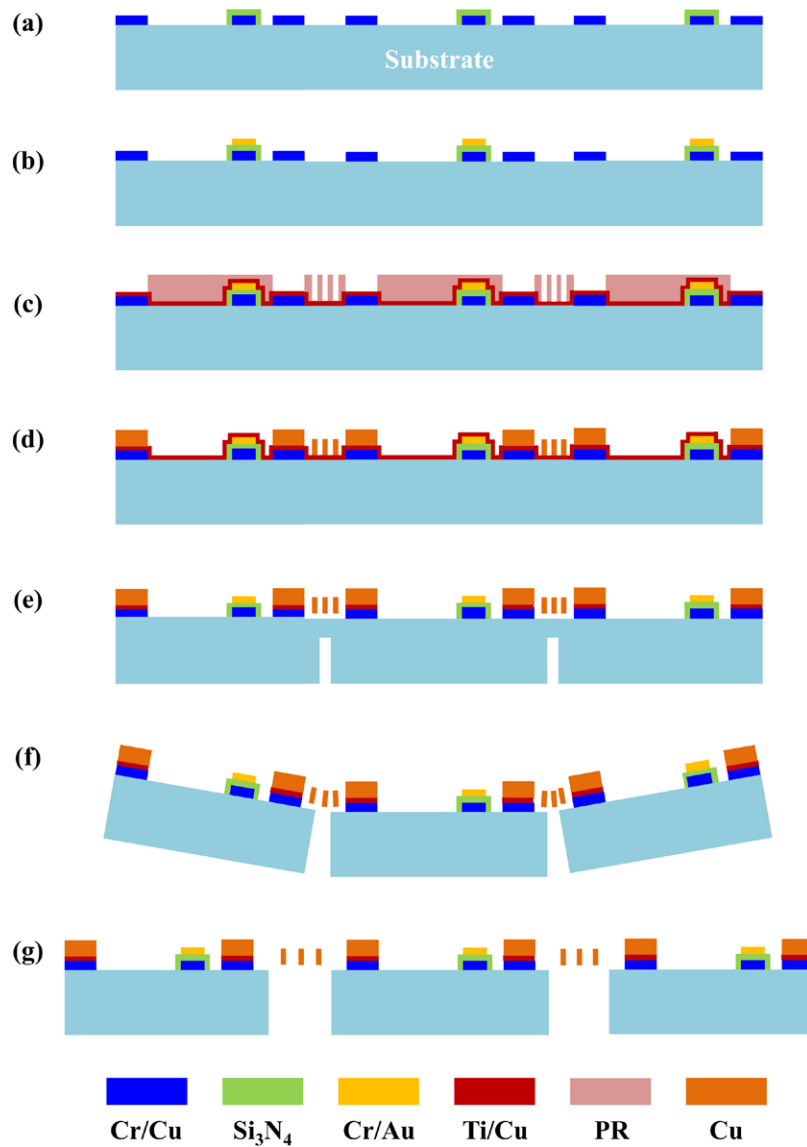 (a)
Substrate
(b)
(c)
(d)
(e)
(f)
(g)
Cr/Cu Si₃N₄ Cr/Au Ti/Cu PR Cu